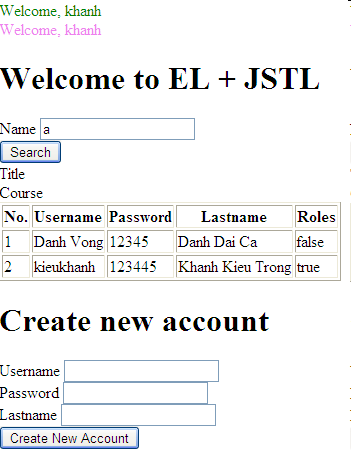 Welcome, khanh
Welcome, khanh
Welcome to EL + JSTL
Name a
Search
Title
Course
No. Username Password Lastname Roles
1 Danh Vong 12345 Danh Dai Ca false
2 kieukhanh 123445 Khanh Kieu Trong true
Create new account
Username
Password
Lastname
Create New Account